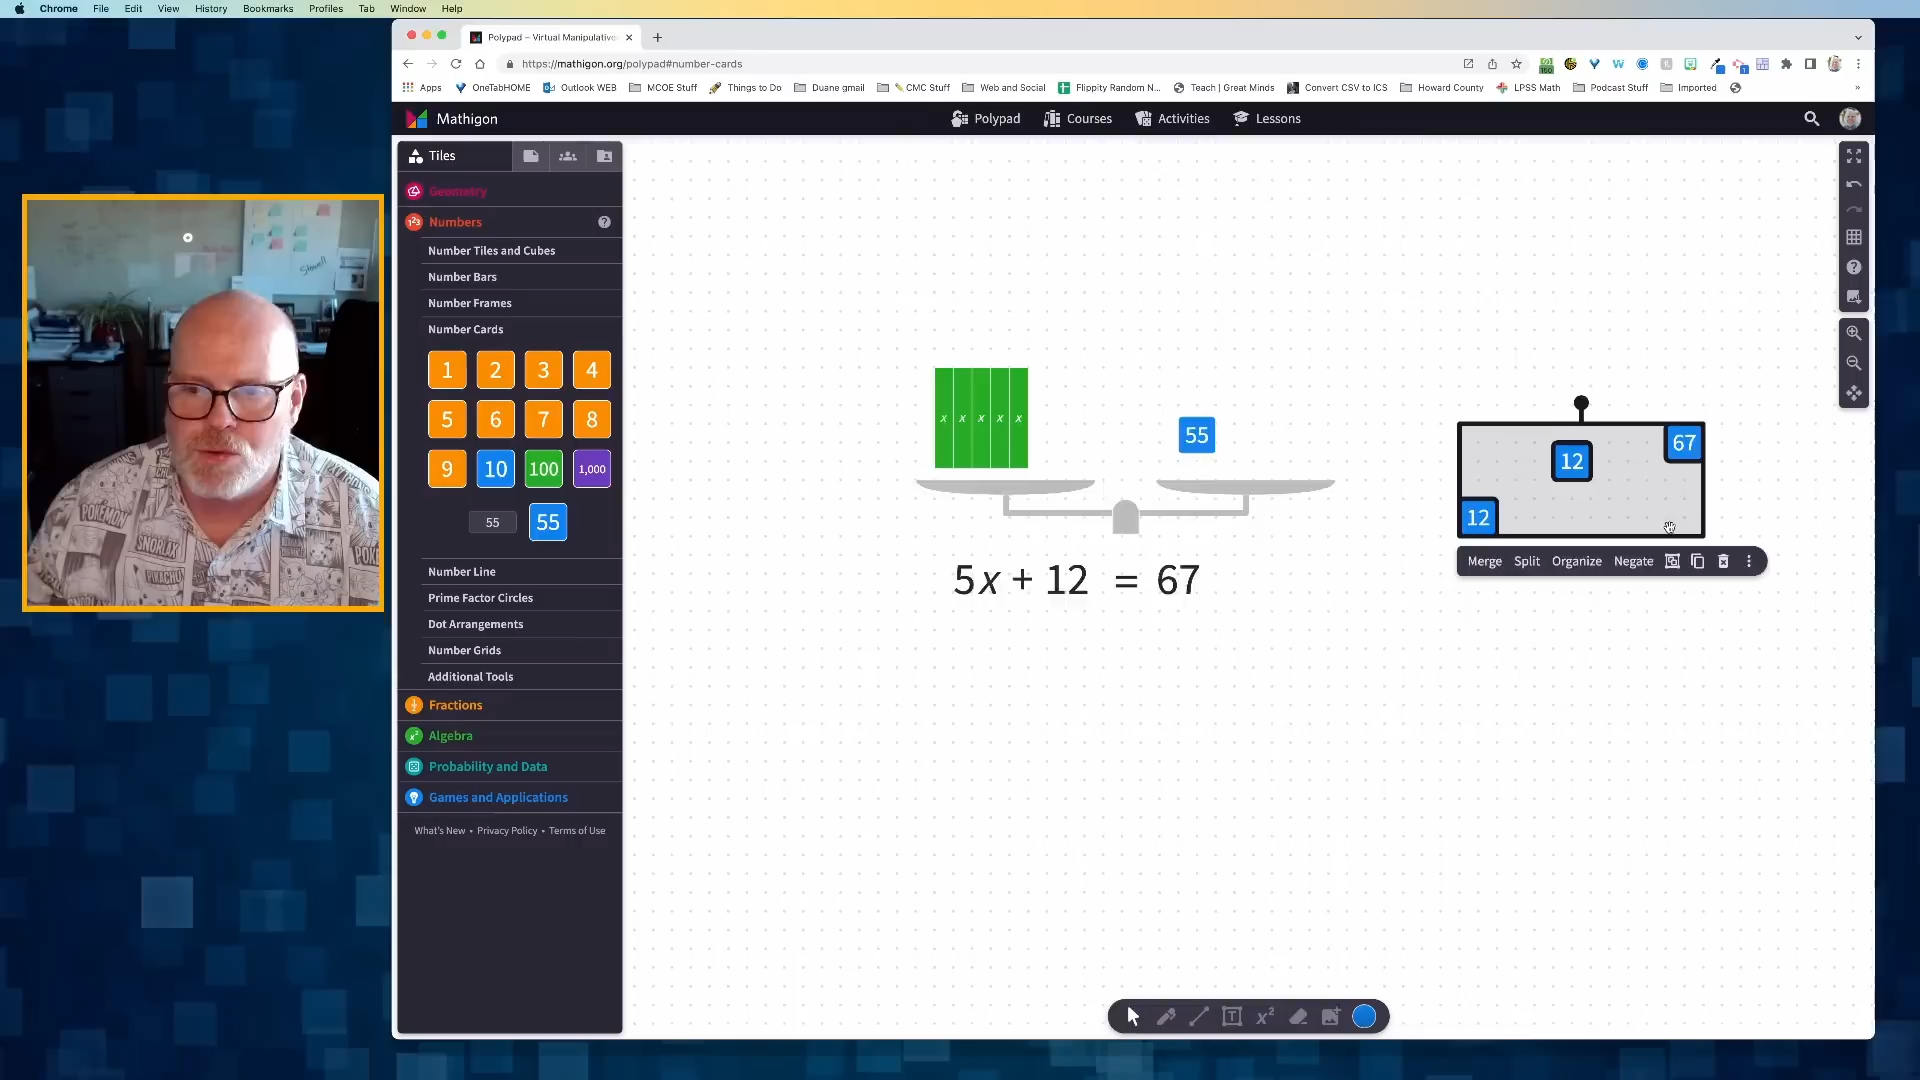 Chrome File Edit View History Bookmarks Profiles Tab Window Help
Polypad – Virtual Manipulative
https://mathigon.org/polypad#number-cards
Apps OneTabHOME Outlook WEB MCOE Stuff Things to Do Duane gmail CMC Stuff Web and Social Flippity Random N... Teach | Great Minds Convert CSV to ICS Howard County LPSS Math Podcast Stuff Imported »
Mathigon Polypad Courses Activities Lessons
Tiles
Geometry
Numbers
Number Tiles and Cubes
Number Bars
Number Frames
Number Cards
1 2 3 4
5 6 7 8
9 10 100 1,000
55 55
Number Line
Prime Factor Circles
Dot Arrangements
Number Grids
Additional Tools
Fractions
Algebra
Probability and Data
Games and Applications
What's New • Privacy Policy • Terms of Use
x x x x x
55
5x + 12 = 67
67
12
12
Merge Split Organize Negate
Stowell
POKÉMON
SNORLAX
PIKACHU